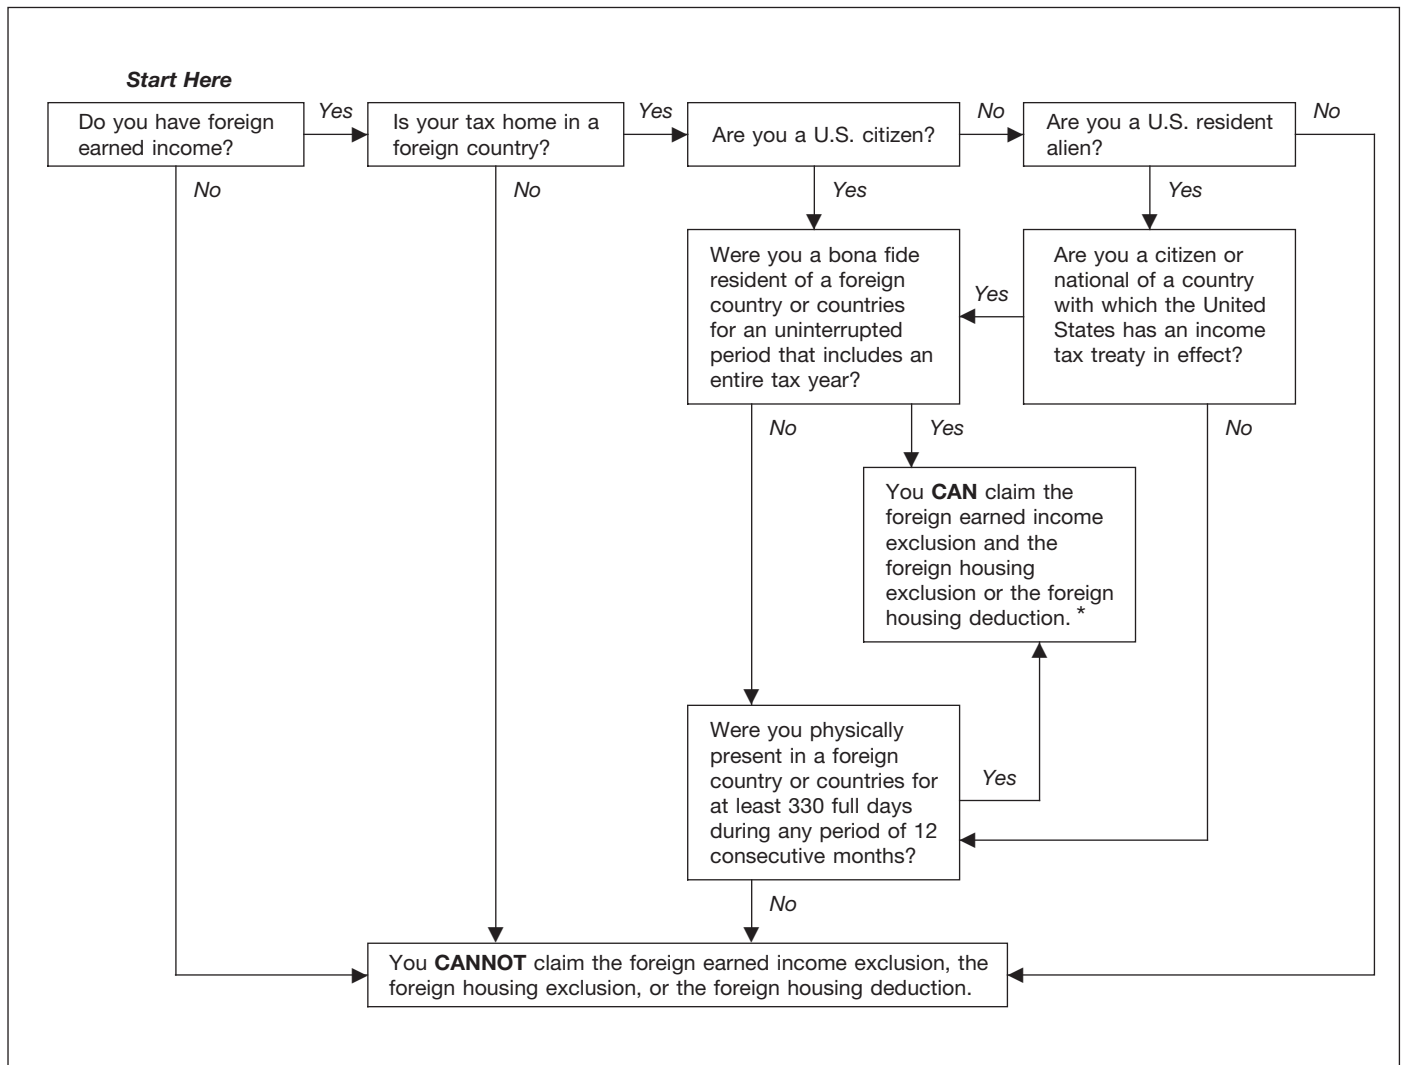 Start Here
Do you have foreign
earned income?
Yes
Is your tax home in a
foreign country?
Yes
Are you a U.S. citizen?
No
Are you a U.S. resident
alien?
No
No
No
Yes
Yes
Were you a bona fide
resident of a foreign
country or countries
for an uninterrupted
period that includes an
entire tax year?
Yes
Are you a citizen or
national of a country
with which the United
States has an income
tax treaty in effect?
No
Yes
No
You CAN claim the
foreign earned income
exclusion and the
foreign housing
exclusion or the foreign
housing deduction. *
Were you physically
present in a foreign
country or countries for
at least 330 full days
during any period of 12
consecutive months?
Yes
No
You CANNOT claim the foreign earned income exclusion, the
foreign housing exclusion, or the foreign housing deduction.